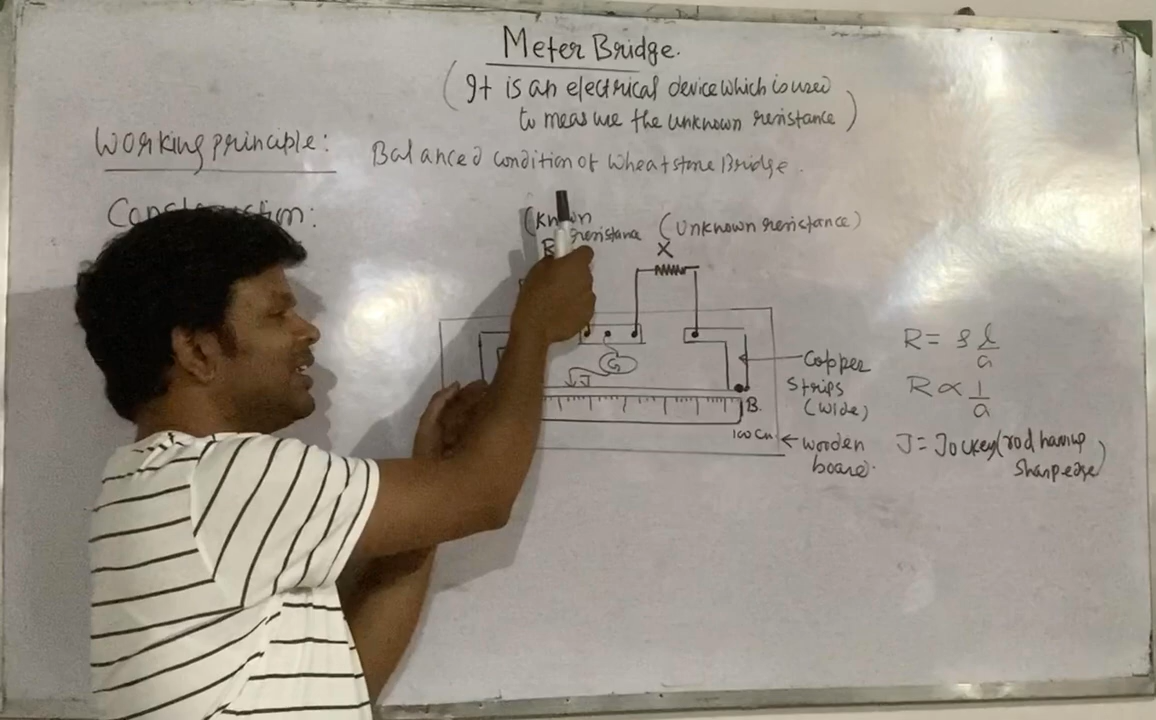 Meter Bridge.
(It is an electrical device which is used
to measure the unknown resistance)
Working principle: Balanced condition of Wheatstone Bridge.
Construction:
(Known
resistance
(Unknown resistance)
X
G
J
B.
100 Cm
Copper
Strips
(wide)
wooden
board.
R = ρ l/a
R ∝ 1/a
J = Jockey (rod having
sharp edge)